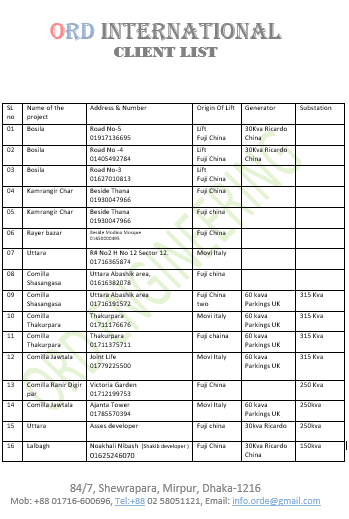 ORD INTERNATIONAL
CLIENT LIST
SL no Name of the project Address & Number Origin Of Lift Generator Substation
01 Bosila Road No-5 01917136695 Lift Fuji China 30Kva Ricardo China
02 Bosila Road No -4 01405492784 Lift Fuji China 30Kva Ricardo China
03 Bosila Road No-3 01627010813 Lift Fuji China
04 Kamrangir Char Beside Thana 01930047966 Fuji China
05 Kamrangir Char Beside Thana 01930047966 Fuji china
06 Rayer bazar Beside Modina Mosque Fuji China
07 Uttara R# No2 H No 12 Sector 12. 01716365874 Movi Italy
08 Comilla Shasangasa Uttara Abashik area, 01616382078 Fuji china
09 Comilla Shasangasa Uttara Abashik area 01716191572 Fuji China two 60 kava Parkings UK 315 Kva
10 Comilla Thakurpara Thakurpara 01711176676 Movi Italy 60 kava Parkings UK 315 Kva
11 Comilla Thakurpara Thakurpara 01711375711 Fuji chaina 60 kava Parkings UK 315 Kva
12 Comilla Jawtala Joint Life 01779225500 Movi Italy 60 kava Parkings UK 315 Kva
13 Comilla Ranir Digir par Victoria Garden 01712199753 Fuji China 250 Kva
14 Comilla Jawtala Ajanta Tower 01785570394 Movi Italy 60 kava Parkings UK 250kva
15 Uttara Asses developer Fuji china 30kva Ricardo 250kva
16 Lalbagh Noakhali Nibash (Shakib developer ) 01625246070 Fuji China 30Kva Ricardo China 150kva
ORD ENGINEERING
84/7, Shewrapara, Mirpur, Dhaka-1216
Mob: +88 01716-600696, Tel:+88 02 58051121, Email: info.orde@gmail.com